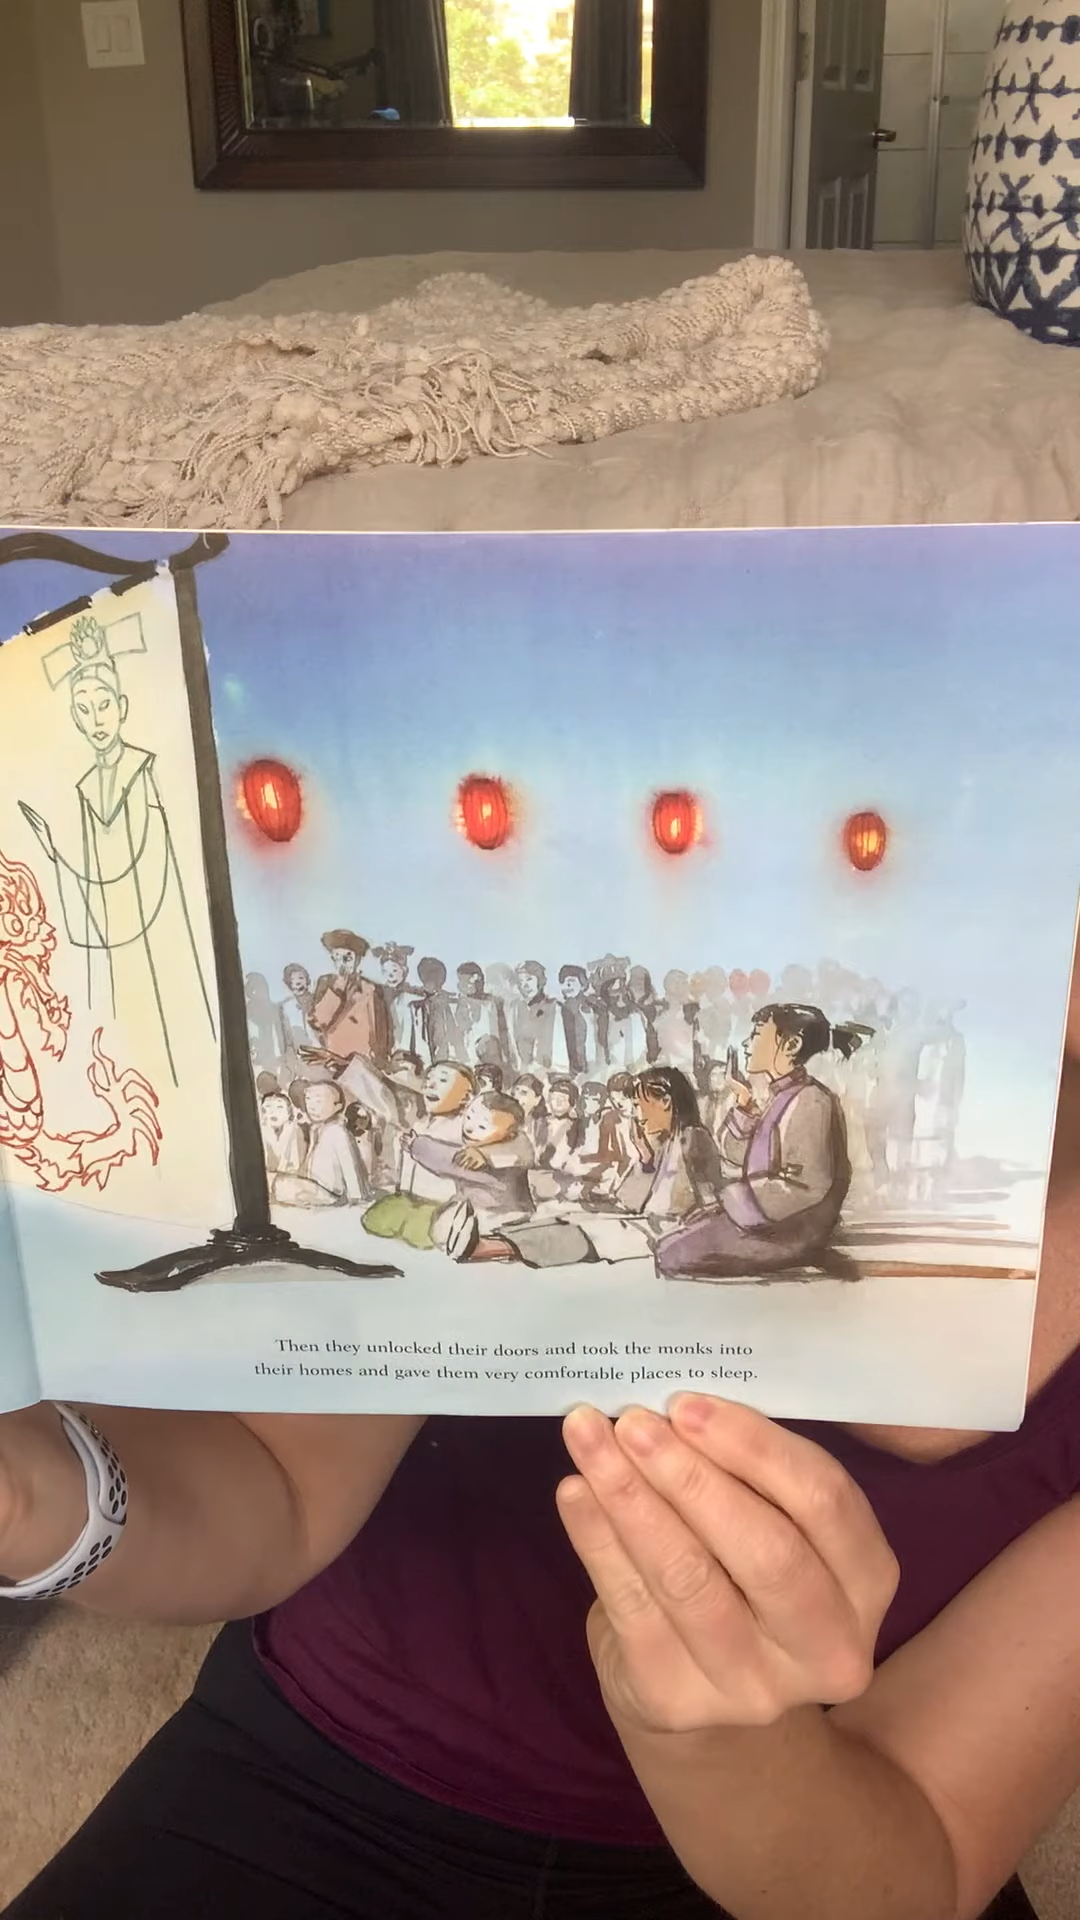 Then they unlocked their doors and took the monks into
their homes and gave them very comfortable places to sleep.